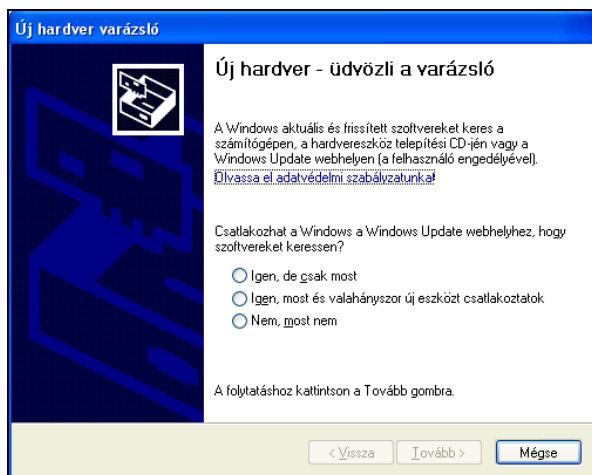 Új hardver varázsló
Új hardver - üdvözli a varázsló
A Windows aktuális és frissített szoftvereket keres a
számítógépen, a hardvereszköz telepítési CD-jén vagy a
Windows Update webhelyen (a felhasználó engedélyével).
Olvassa el adatvédelmi szabályzatunkat
Csatlakozhat a Windows a Windows Update webhelyhez, hogy
szoftvereket keressen?
Igen, de csak most
Igen, most és valahányszor új eszközt csatlakoztatok
Nem, most nem
A folytatáshoz kattintson a Tovább gombra.
< Vissza
Tovább >
Mégse